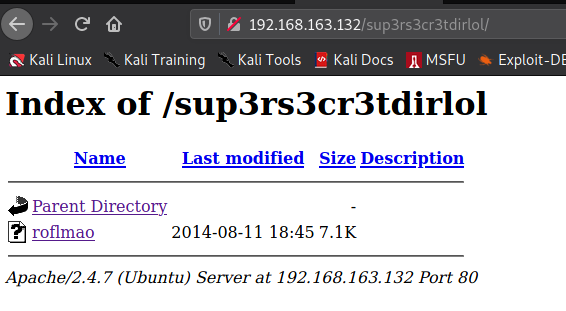 192.168.163.132/sup3rs3cr3tdirlol/
Kali Linux Kali Training Kali Tools Kali Docs MSFU Exploit-DE
Index of /sup3rs3cr3tdirlol
Name Last modified Size Description
Parent Directory -
roflmao 2014-08-11 18:45 7.1K
Apache/2.4.7 (Ubuntu) Server at 192.168.163.132 Port 80